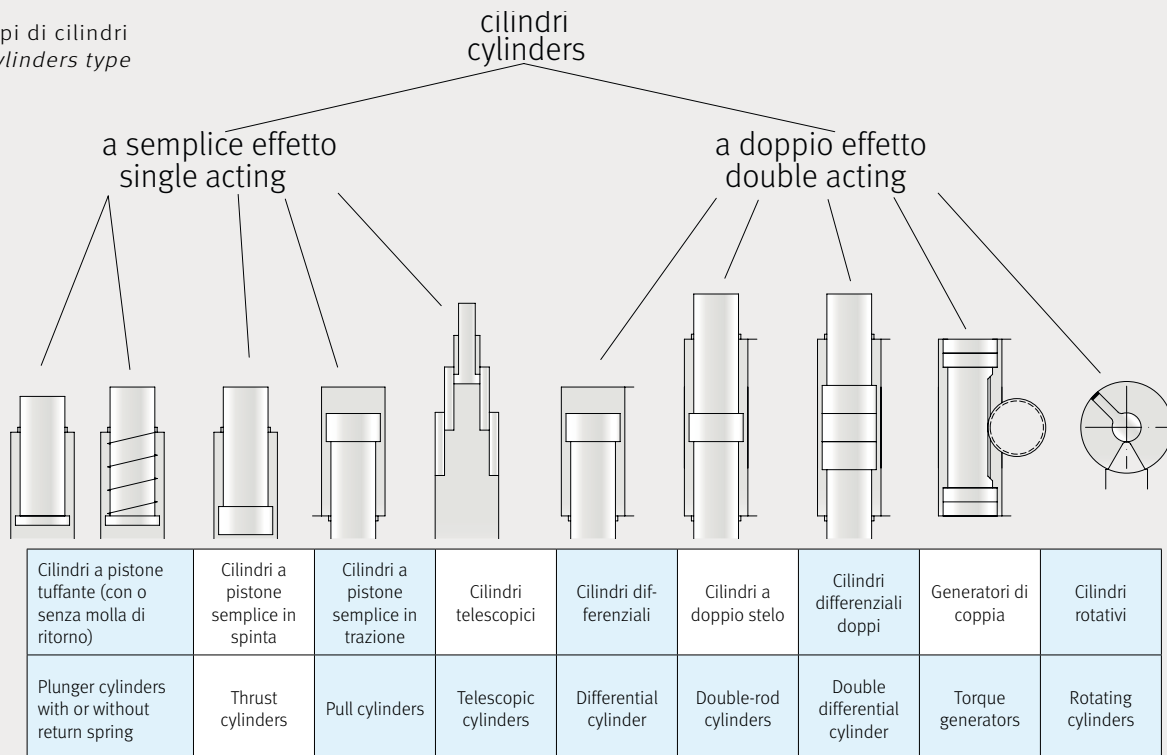 pi di cilindri
ylinders type
cilindri
cylinders
a semplice effetto
single acting
a doppio effetto
double acting
Cilindri a pistone
tuffante (con o
senza molla di
ritorno)
Cilindri a
pistone
semplice in
spinta
Cilindri a
pistone
semplice in
trazione
Cilindri
telescopici
Cilindri dif-
ferenziali
Cilindri a
doppio stelo
Cilindri
differenziali
doppi
Generatori di
coppia
Cilindri
rotativi
Plunger cylinders
with or without
return spring
Thrust
cylinders
Pull cylinders
Telescopic
cylinders
Differential
cylinder
Double-rod
cylinders
Double
differential
cylinder
Torque
generators
Rotating
cylinders